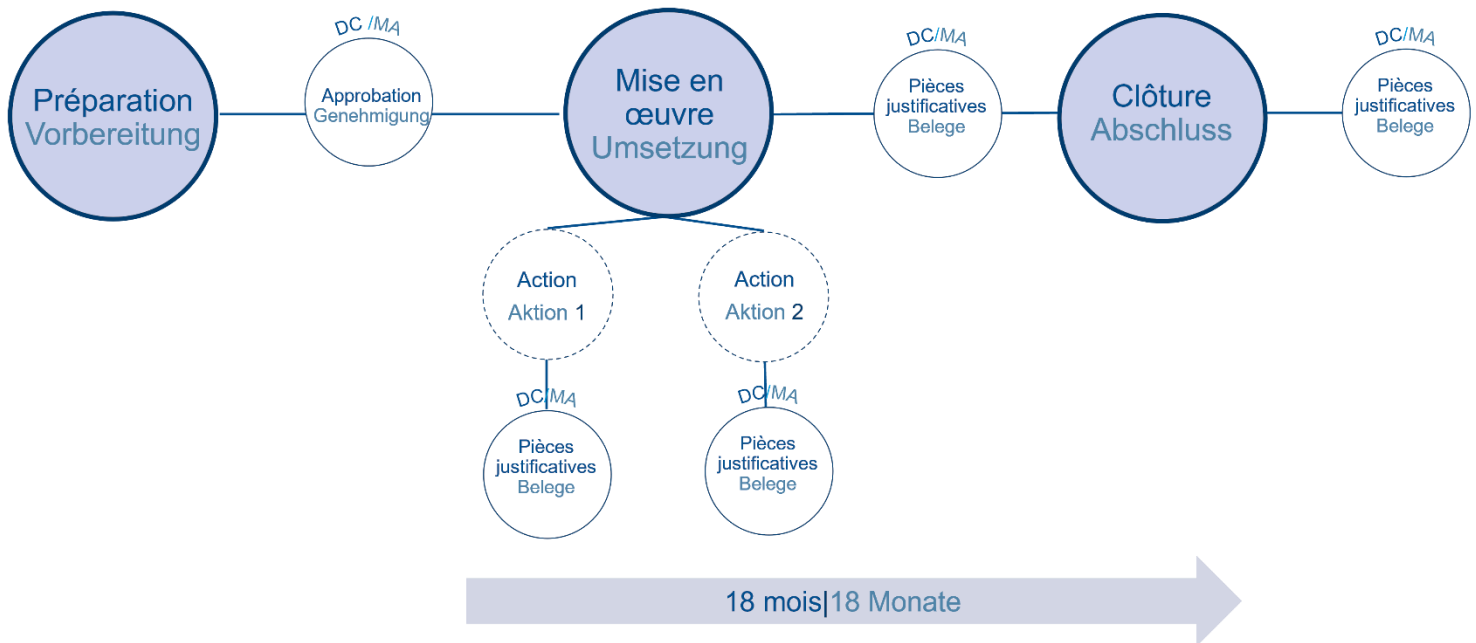 DC /MA
DC/MA
DC/MA
Préparation
Vorbereitung
Approbation
Genehmigung
Mise en
œuvre
Umsetzung
Pièces
justificatives
Belege
Clôture
Abschluss
Pièces
justificatives
Belege
Action
Aktion 1
Action
Aktion 2
DC/MA
DC/MA
Pièces
justificatives
Belege
Pièces
justificatives
Belege
18 mois|18 Monate